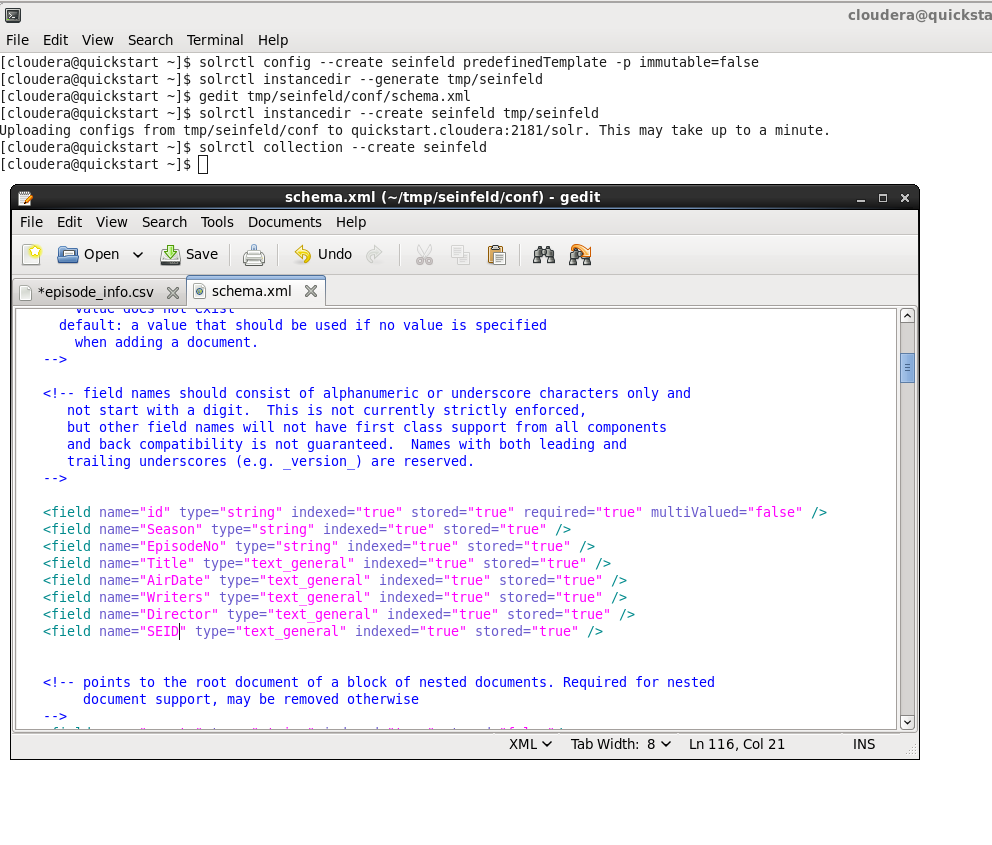 cloudera@quicksta
File Edit View Search Terminal Help
[cloudera@quickstart ~]$ solrctl config --create seinfeld predefinedTemplate -p immutable=false
[cloudera@quickstart ~]$ solrctl instancedir --generate tmp/seinfeld
[cloudera@quickstart ~]$ gedit tmp/seinfeld/conf/schema.xml
[cloudera@quickstart ~]$ solrctl instancedir --create seinfeld tmp/seinfeld
Uploading configs from tmp/seinfeld/conf to quickstart.cloudera:2181/solr. This may take up to a minute.
[cloudera@quickstart ~]$ solrctl collection --create seinfeld
[cloudera@quickstart ~]$
schema.xml (~/tmp/seinfeld/conf) - gedit
File Edit View Search Tools Documents Help
Open Save Undo
*episode_info.csv schema.xml
value does not exist
default: a value that should be used if no value is specified
when adding a document.
-->
<!-- field names should consist of alphanumeric or underscore characters only and
not start with a digit.  This is not currently strictly enforced,
but other field names will not have first class support from all components
and back compatibility is not guaranteed.  Names with both leading and
trailing underscores (e.g. _version_) are reserved.
-->
<field name="id" type="string" indexed="true" stored="true" required="true" multiValued="false" />
<field name="Season" type="string" indexed="true" stored="true" />
<field name="EpisodeNo" type="string" indexed="true" stored="true" />
<field name="Title" type="text_general" indexed="true" stored="true" />
<field name="AirDate" type="text_general" indexed="true" stored="true" />
<field name="Writers" type="text_general" indexed="true" stored="true" />
<field name="Director" type="text_general" indexed="true" stored="true" />
<field name="SEID" type="text_general" indexed="true" stored="true" />
<!-- points to the root document of a block of nested documents. Required for nested
document support, may be removed otherwise
-->
XML Tab Width: 8 Ln 116, Col 21 INS